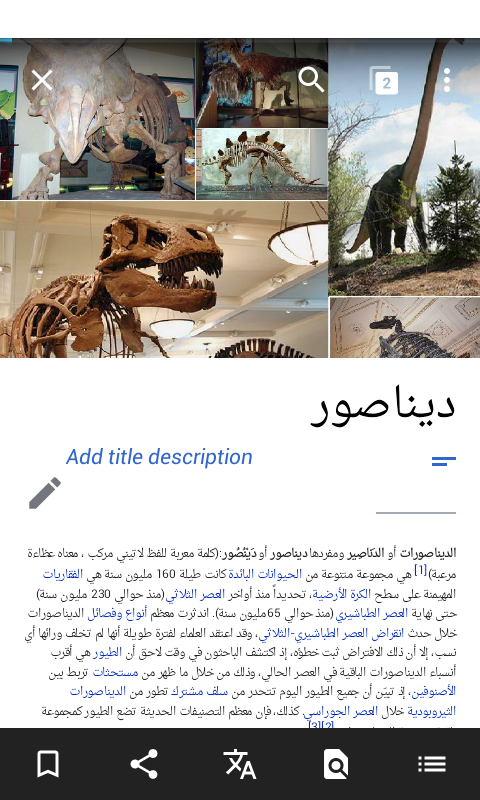 2
ديناصور
Add title description
الديناصورات أو الدَناصِير ومفردها ديناصور أو دَيْنُصُور:(كلمة معربة للفظ لاتيني مركب ، معناه عظاءة
مرعبة)[1] هي مجموعة متنوعة من الحيوانات البائدة كانت طيلة 160 مليون سنة هي الفقاريات
المهيمنة على سطح الكرة الأرضية، تحديداً منذ أواخر العصر الثلاثي(منذ حوالي 230 مليون سنة)
حتى نهاية العصر الطباشيري(منذ حوالي 65مليون سنة). اندثرت معظم أنواع وفصائل الديناصورات
خلال حدث انقراض العصر الطباشيري-الثلاثي، وقد اعتقد العلماء لفترة طويلة أنها لم تخلف ورائها أي
نسب، إلا أن ذلك الافتراض ثبت خطؤه، إذ اكتشف الباحثون في وقت لاحق أن الطيور هي أقرب
أنسباء الديناصورات الباقية في العصر الحالي، وذلك من خلال ما ظهر من مستحثات تربط بين
الأصنوفين، إذ تبيّن أن جميع الطيور اليوم تتحدر من سلف مشترك تطور من الديناصورات
الثيروبودية خلال العصر الجوراسي. كذلك، فإن معظم التصنيفات الحديثة تضع الطيور كمجموعة
[2][3]